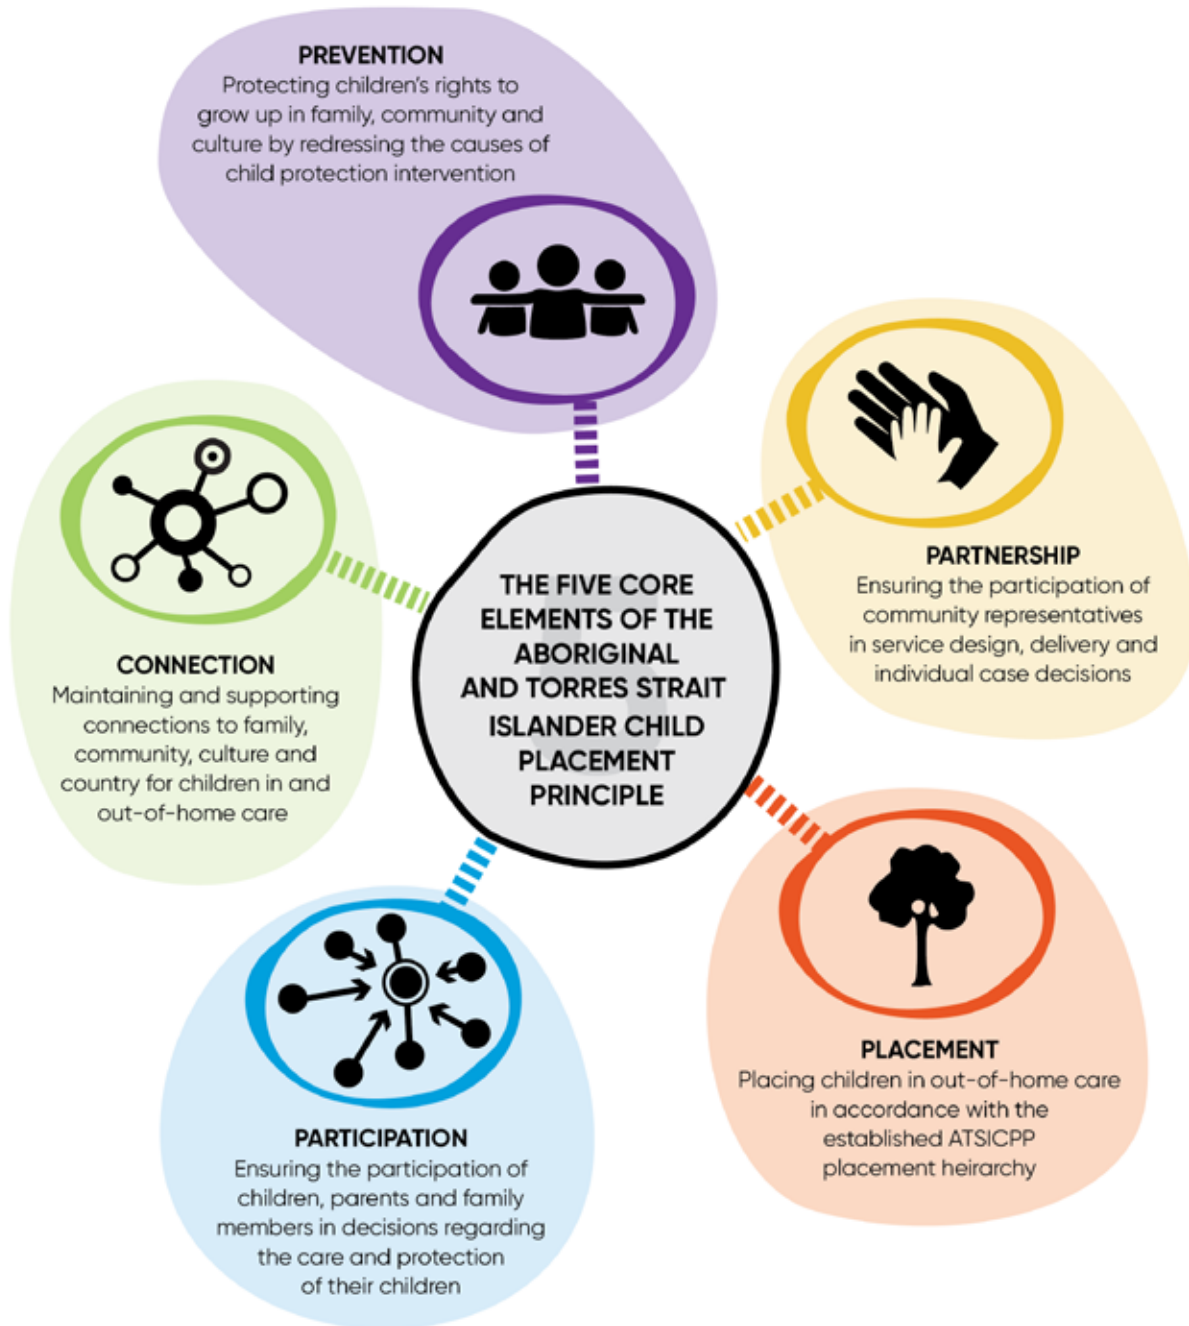 PREVENTION
Protecting children's rights to
grow up in family, community and
culture by redressing the causes of
child protection intervention
PARTNERSHIP
Ensuring the participation of
community representatives
in service design, delivery and
individual case decisions
THE FIVE CORE
ELEMENTS OF THE
ABORIGINAL
AND TORRES STRAIT
ISLANDER CHILD
PLACEMENT
PRINCIPLE
CONNECTION
Maintaining and supporting
connections to family,
community, culture and
country for children in and
out-of-home care
PLACEMENT
Placing children in out-of-home care
in accordance with the
established ATSICPP
placement heirarchy
PARTICIPATION
Ensuring the participation of
children, parents and family
members in decisions regarding
the care and protection
of their children